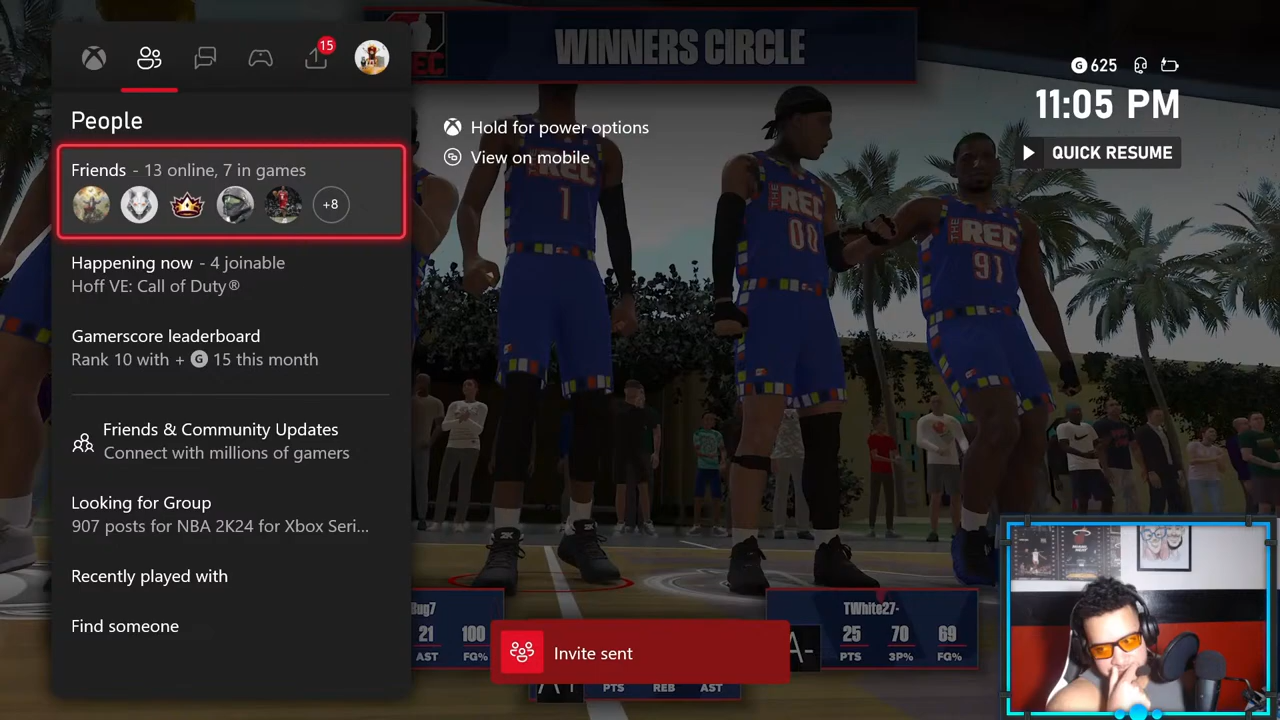 WINNERS CIRCLE
15
625
11:05 PM
QUICK RESUME
Hold for power options
View on mobile
People
Friends - 13 online, 7 in games
+8
Happening now - 4 joinable
Hoff VE: Call of Duty®
Gamerscore leaderboard
Rank 10 with + G 15 this month
Friends & Community Updates
Connect with millions of gamers
Looking for Group
907 posts for NBA 2K24 for Xbox Seri...
Recently played with
Find someone
REC
1
THE REC
00
THE REC
91
2K
TWhite27-
21 100
AST FG%
A-
25 70 69
PTS 3P% FG%
Invite sent
PTS REB AST